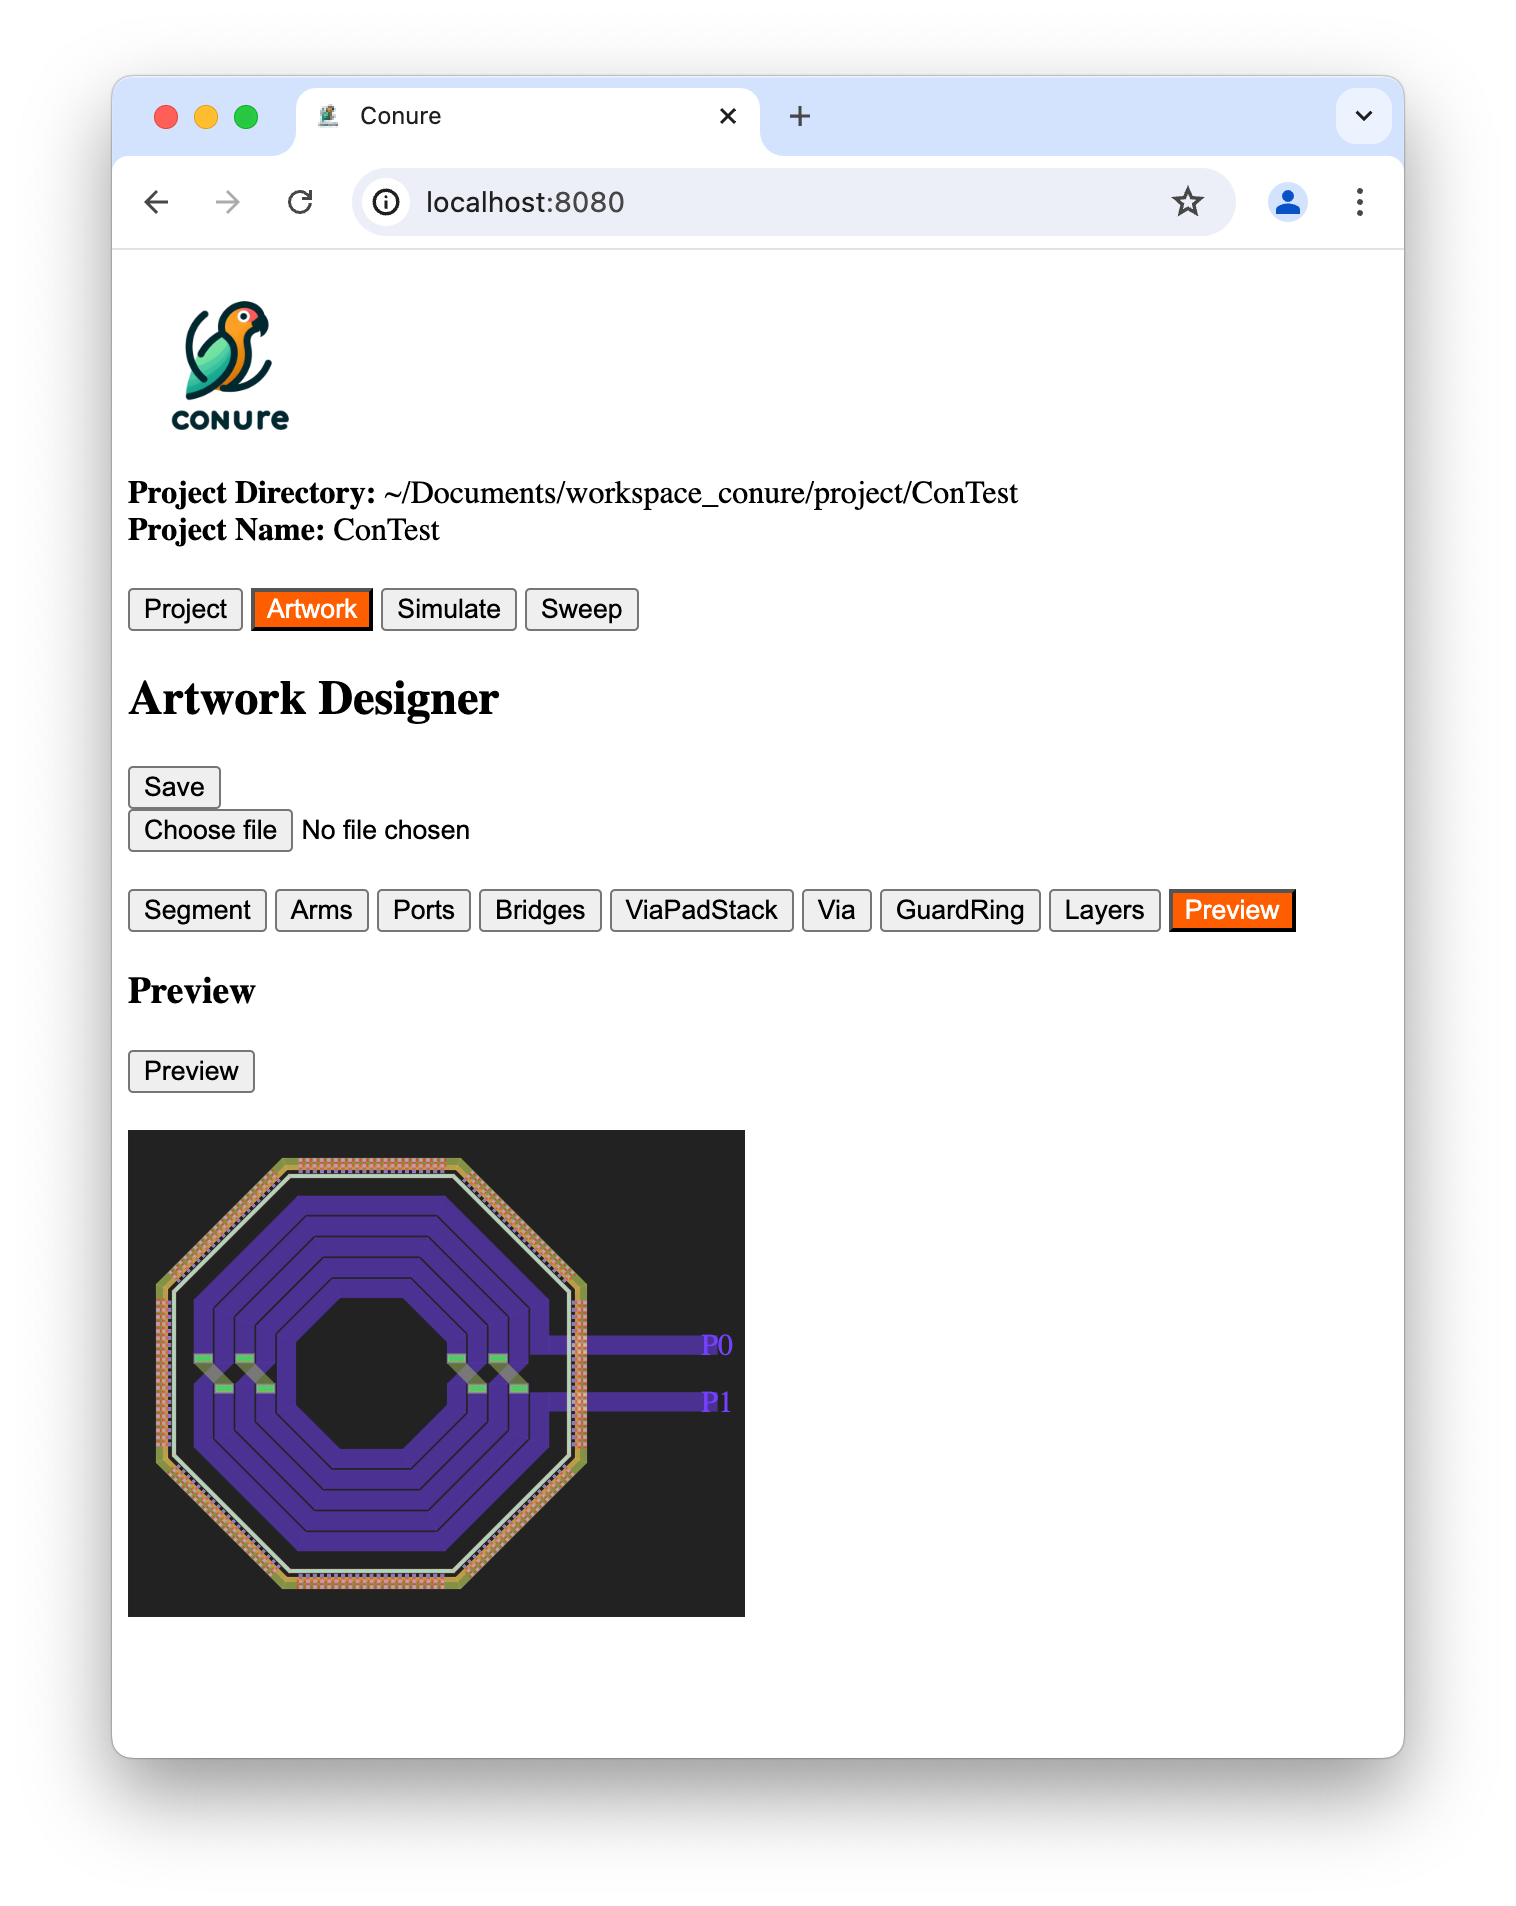 Conure
localhost:8080
CONURE
Project Directory: ~/Documents/workspace_conure/project/ConTest
Project Name: ConTest
Project Artwork Simulate Sweep
Artwork Designer
Save
Choose file No file chosen
Segment Arms Ports Bridges ViaPadStack Via GuardRing Layers Preview
Preview
Preview
P0
P1